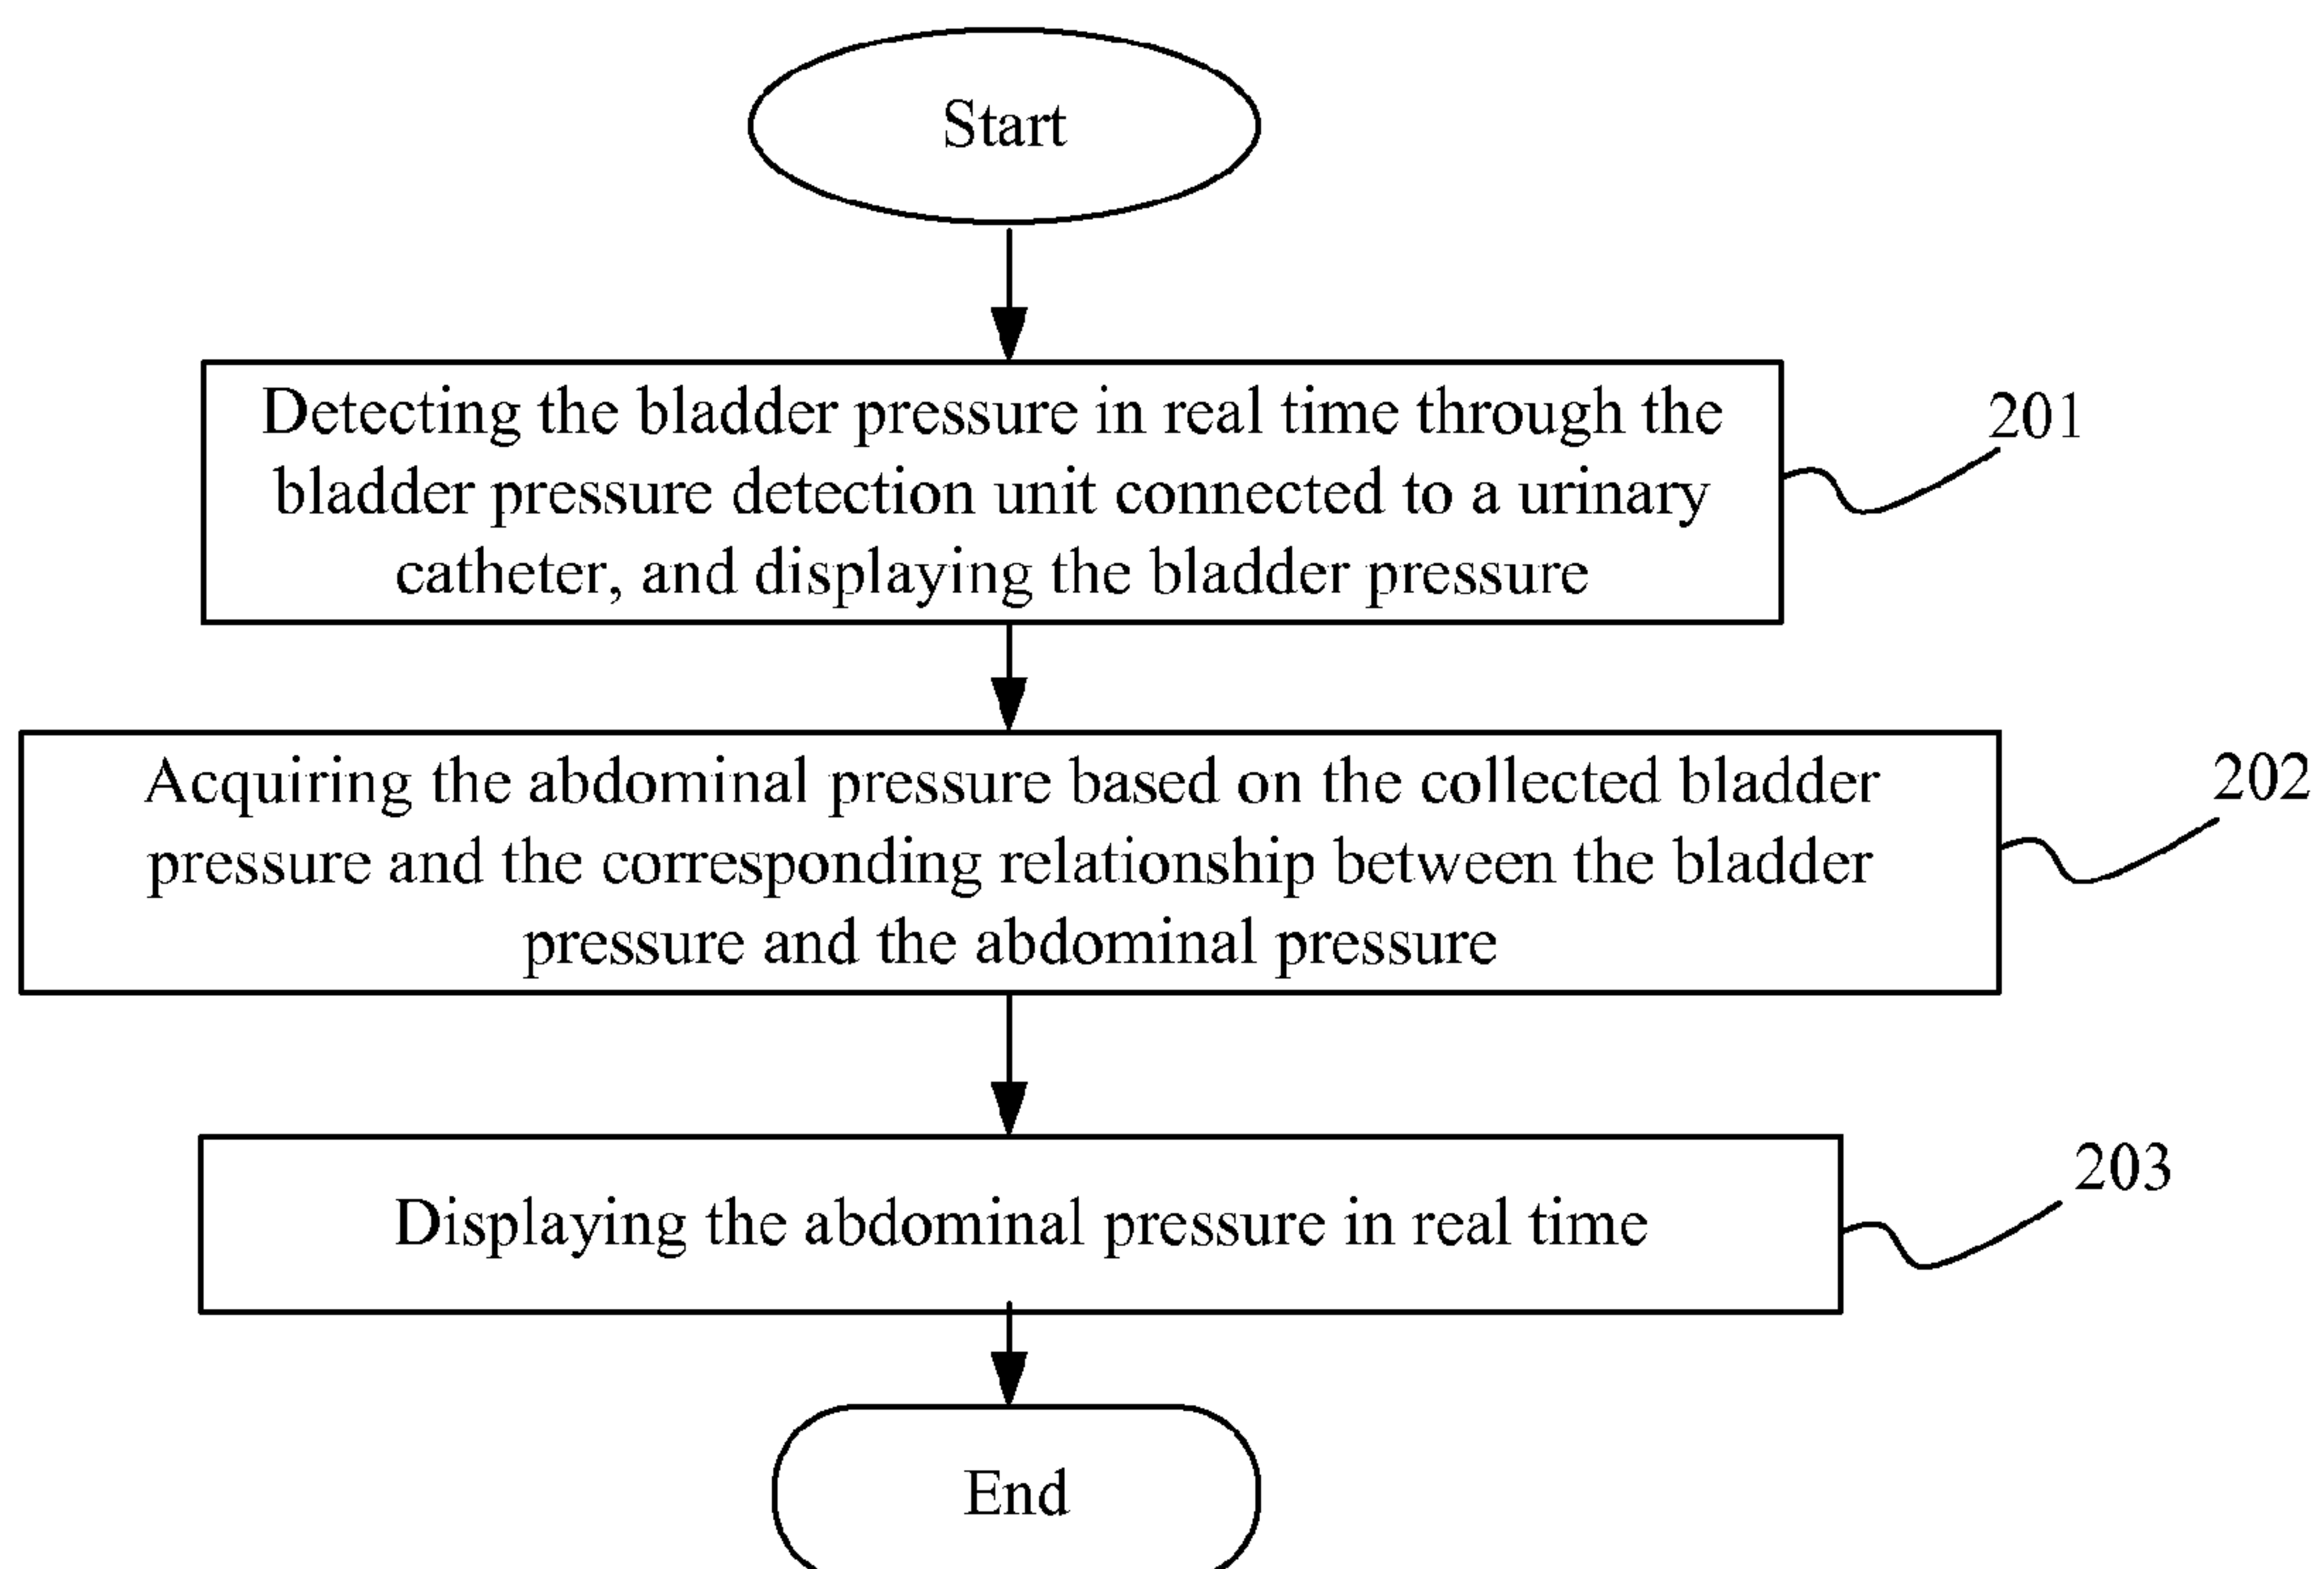 Start
Detecting the bladder pressure in real time through the
bladder pressure detection unit connected to a urinary
catheter, and displaying the bladder pressure
201
Acquiring the abdominal pressure based on the collected bladder
pressure and the corresponding relationship between the bladder
pressure and the abdominal pressure
202
Displaying the abdominal pressure in real time
203
End